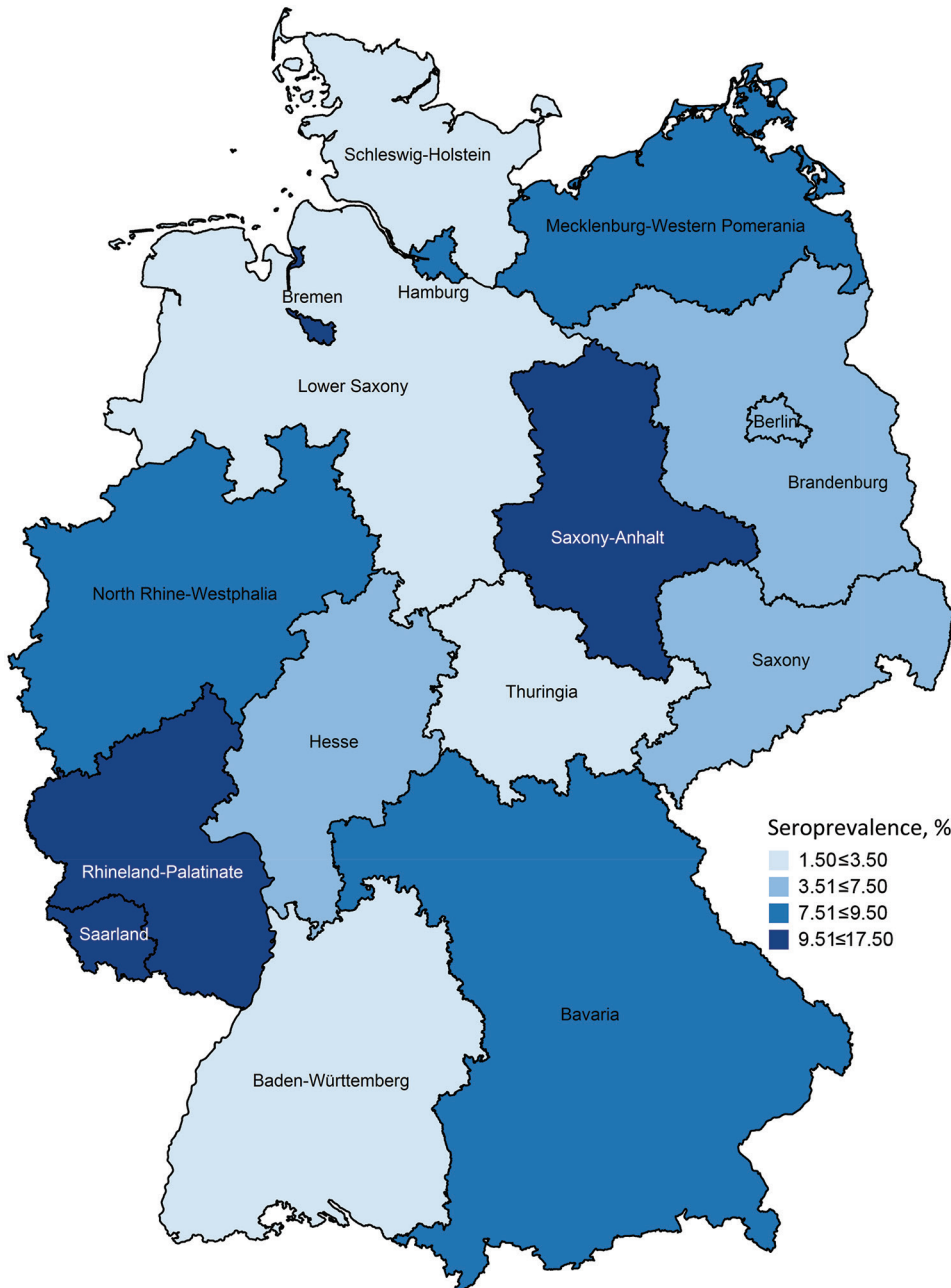 Schleswig-Holstein
Mecklenburg-Western Pomerania
Bremen
Hamburg
Lower Saxony
Berlin
Brandenburg
Saxony-Anhalt
North Rhine-Westphalia
Saxony
Thuringia
Hesse
Seroprevalence, %
1.50≤3.50
3.51≤7.50
7.51≤9.50
9.51≤17.50
Rhineland-Palatinate
Saarland
Bavaria
Baden-Württemberg